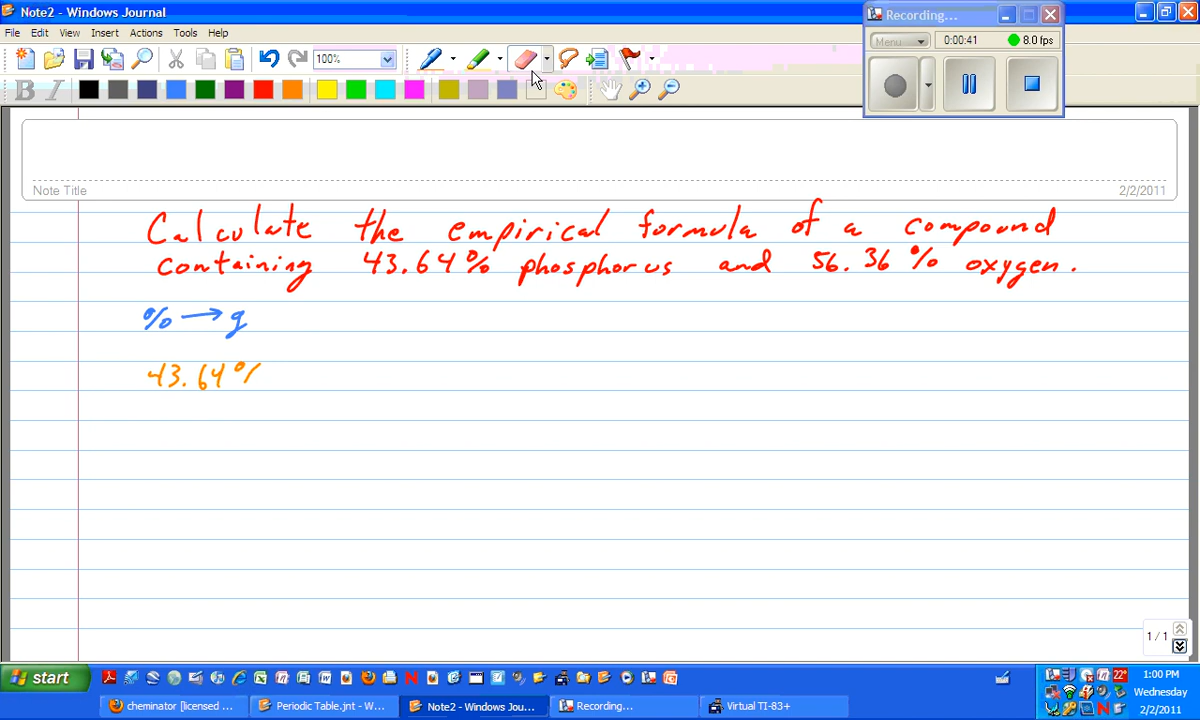 Note2 - Windows Journal
Recording...
File Edit View Insert Actions Tools Help
Menu
0:00:41
8.0 fps
100%
B I
Note Title
2/2/2011
Calculate the empirical formula of a compound
containing 43.64% phosphorus and 56.36% oxygen.
% → g
43.64%
1 / 1
start
22°
1:00 PM
Wednesday
2/2/2011
cheminator [licensed ...
Periodic Table.jnt - W...
Note2 - Windows Jou...
Recording...
Virtual TI-83+